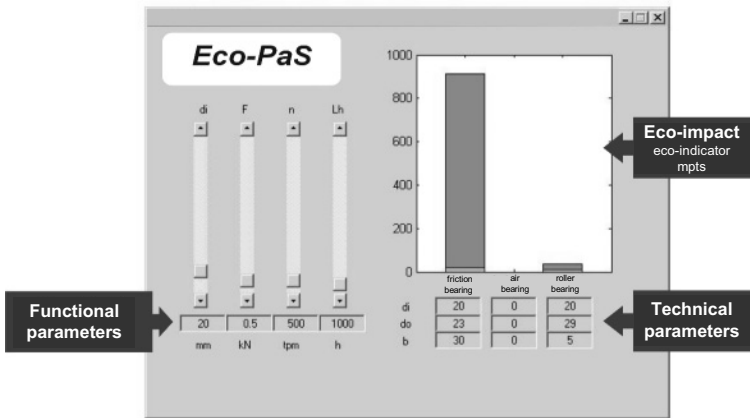 Eco-PaS
di F n Lh
20 0.5 500 1000
mm kN tpm h
1000
800
600
400
200
0
friction bearing air bearing roller bearing
di 20 0 20
do 23 0 29
b 30 0 5
Functional
parameters
Eco-impact
eco-indicator
mpts
Technical
parameters